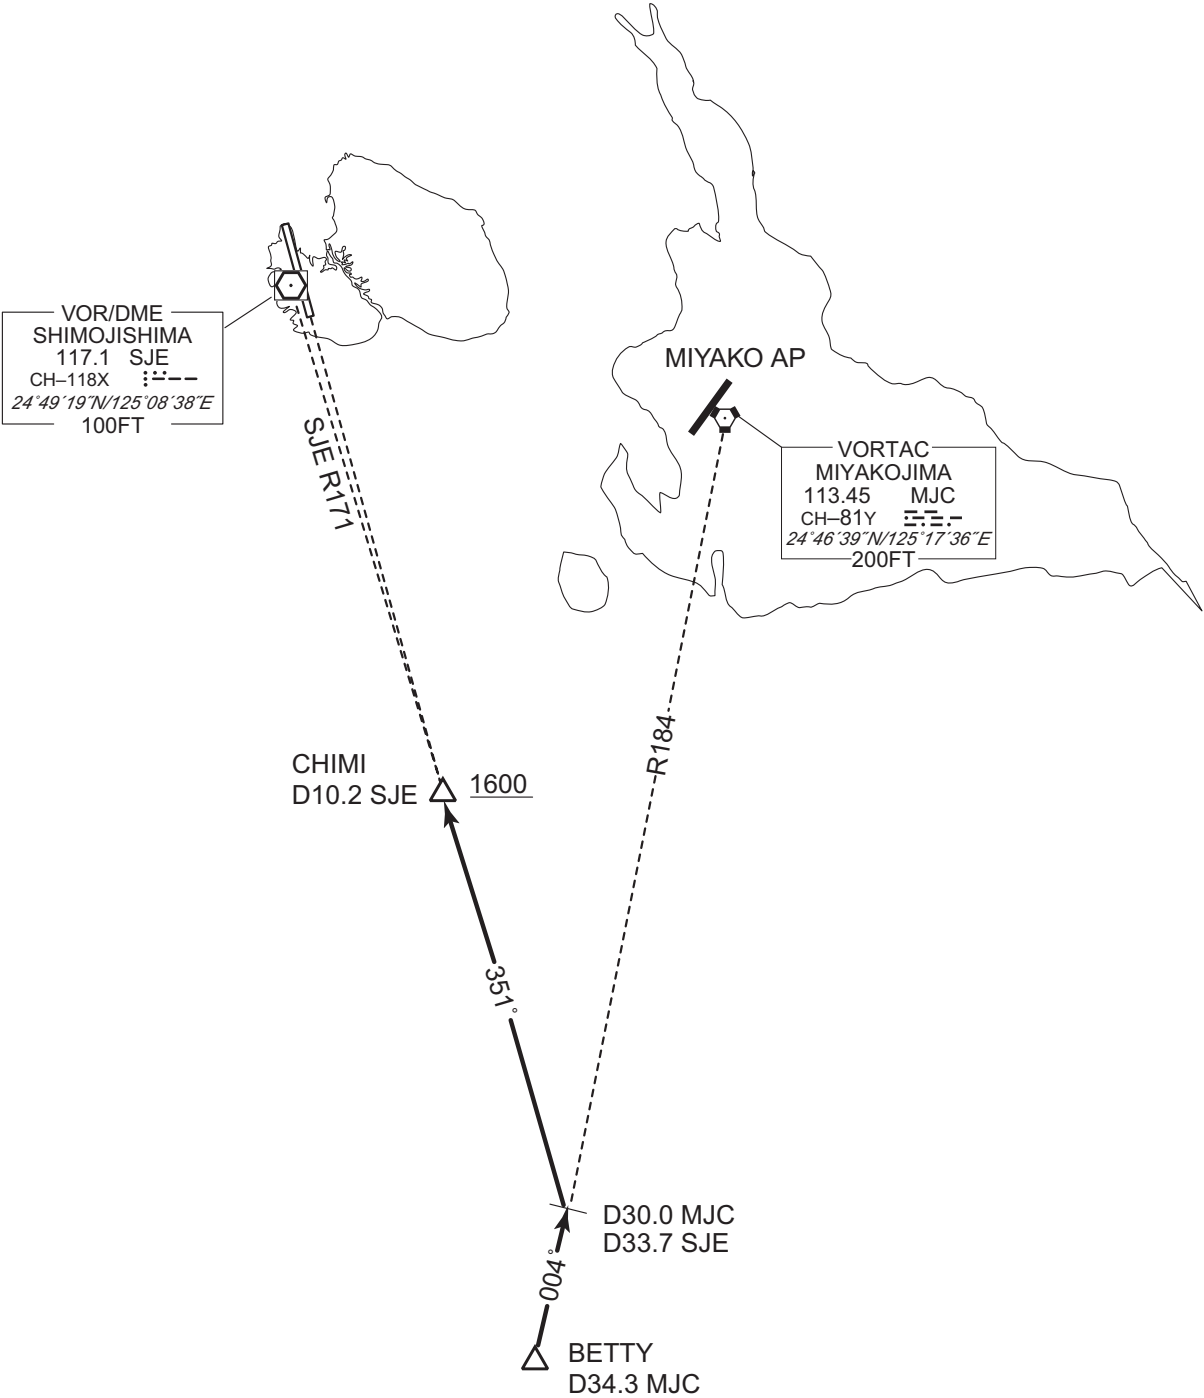 VOR/DME
SHIMOJISHIMA
117.1 SJE
CH–118X
24°49´19˝N/125°08´38˝E
100FT
MIYAKO AP
VORTAC
MIYAKOJIMA
113.45 MJC
CH–81Y
24°46´39˝N/125°17´36˝E
200FT
SJE R171
R184
CHIMI
D10.2 SJE
1600
351°
D30.0 MJC
D33.7 SJE
004°
BETTY
D34.3 MJC